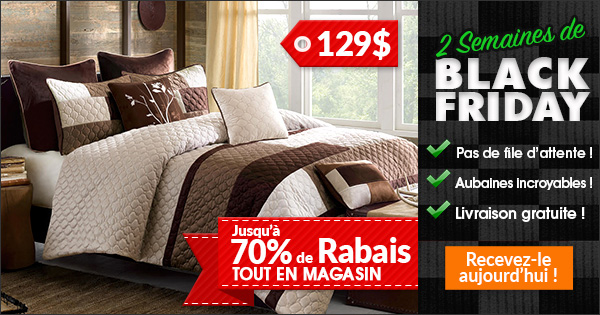 129$
Jusqu'à
70% de Rabais
TOUT EN MAGASIN
2 Semaines de
BLACK
FRIDAY
Pas de file d'attente !
Aubaines incroyables !
Livraison gratuite !
Recevez-le
aujourd'hui !